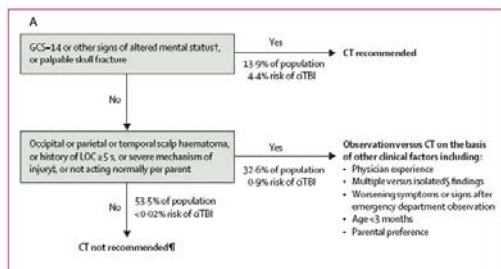 A
GCS=14 or other signs of altered mental status†,
or palpable skull fracture
Yes
13·9% of population
4·4% risk of ciTBI
CT recommended
No
Occipital or parietal or temporal scalp haematoma,
or history of LOC ≥5 s, or severe mechanism of
injury‡, or not acting normally per parent
Yes
32·6% of population
0·9% risk of ciTBI
Observation versus CT on the basis
of other clinical factors including:
• Physician experience
• Multiple versus isolated§ findings
• Worsening symptoms or signs after
emergency department observation
• Age <3 months
• Parental preference
No
53·5% of population
<0·02% risk of ciTBI
CT not recommended¶